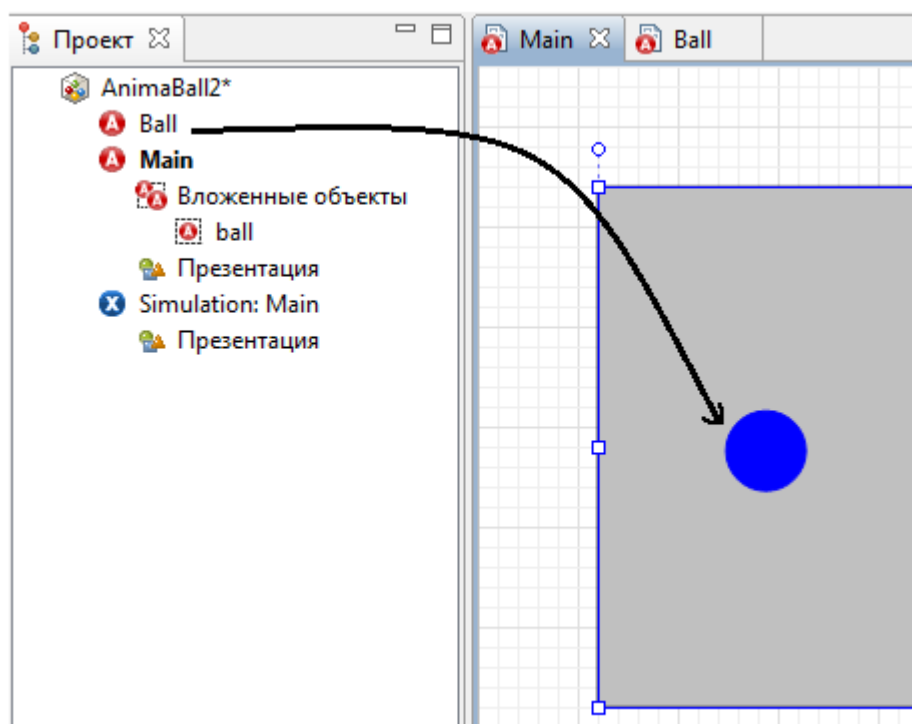 Проект
AnimaBall2*
Ball
Main
Вложенные объекты
ball
Презентация
Simulation: Main
Презентация
Main
Ball